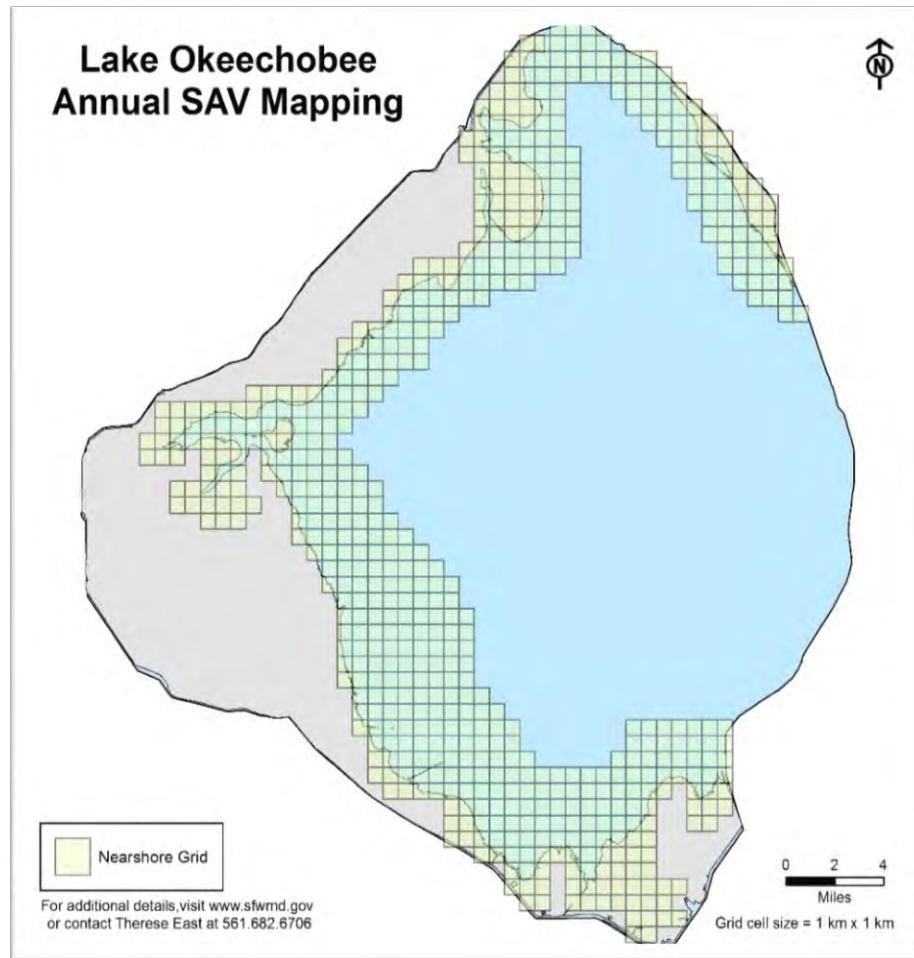 Lake Okeechobee
Annual SAV Mapping
N
Nearshore Grid
For additional details,visit www.sfwmd.gov
or contact Therese East at 561.682.6706
0 2 4
Miles
Grid cell size = 1 km x 1 km